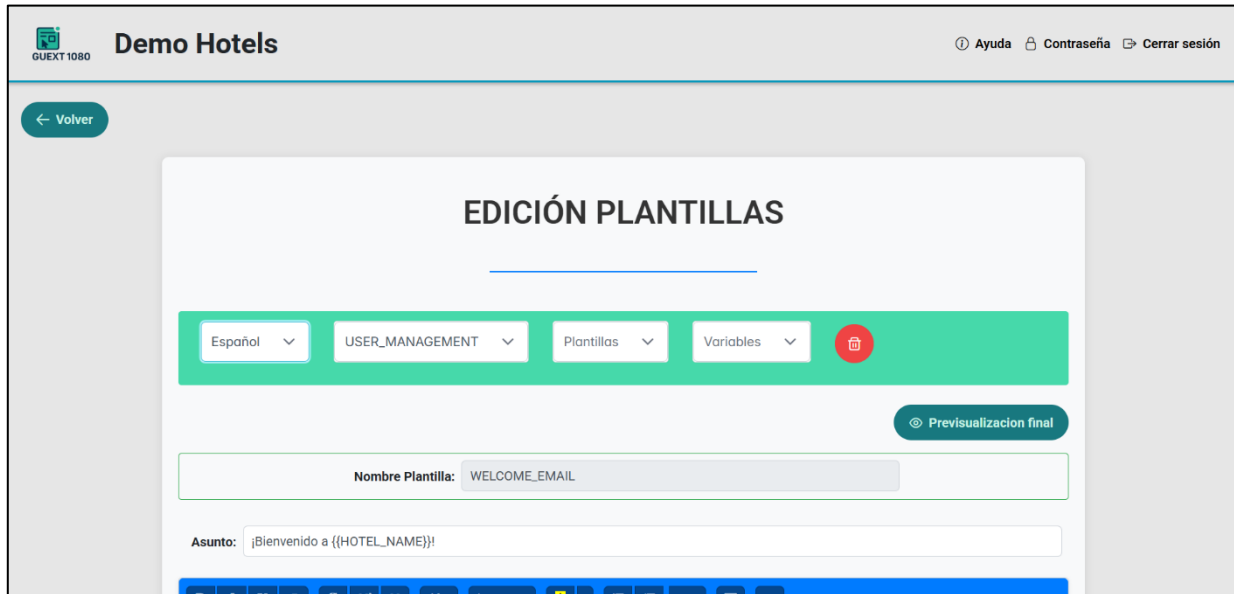 GUEXT 1080
Demo Hotels
Ayuda Contraseña Cerrar sesión
Volver
EDICIÓN PLANTILLAS
Español USER_MANAGEMENT Plantillas Variables
Previsualizacion final
Nombre Plantilla: WELCOME_EMAIL
Asunto: ¡Bienvenido a {{HOTEL_NAME}}!